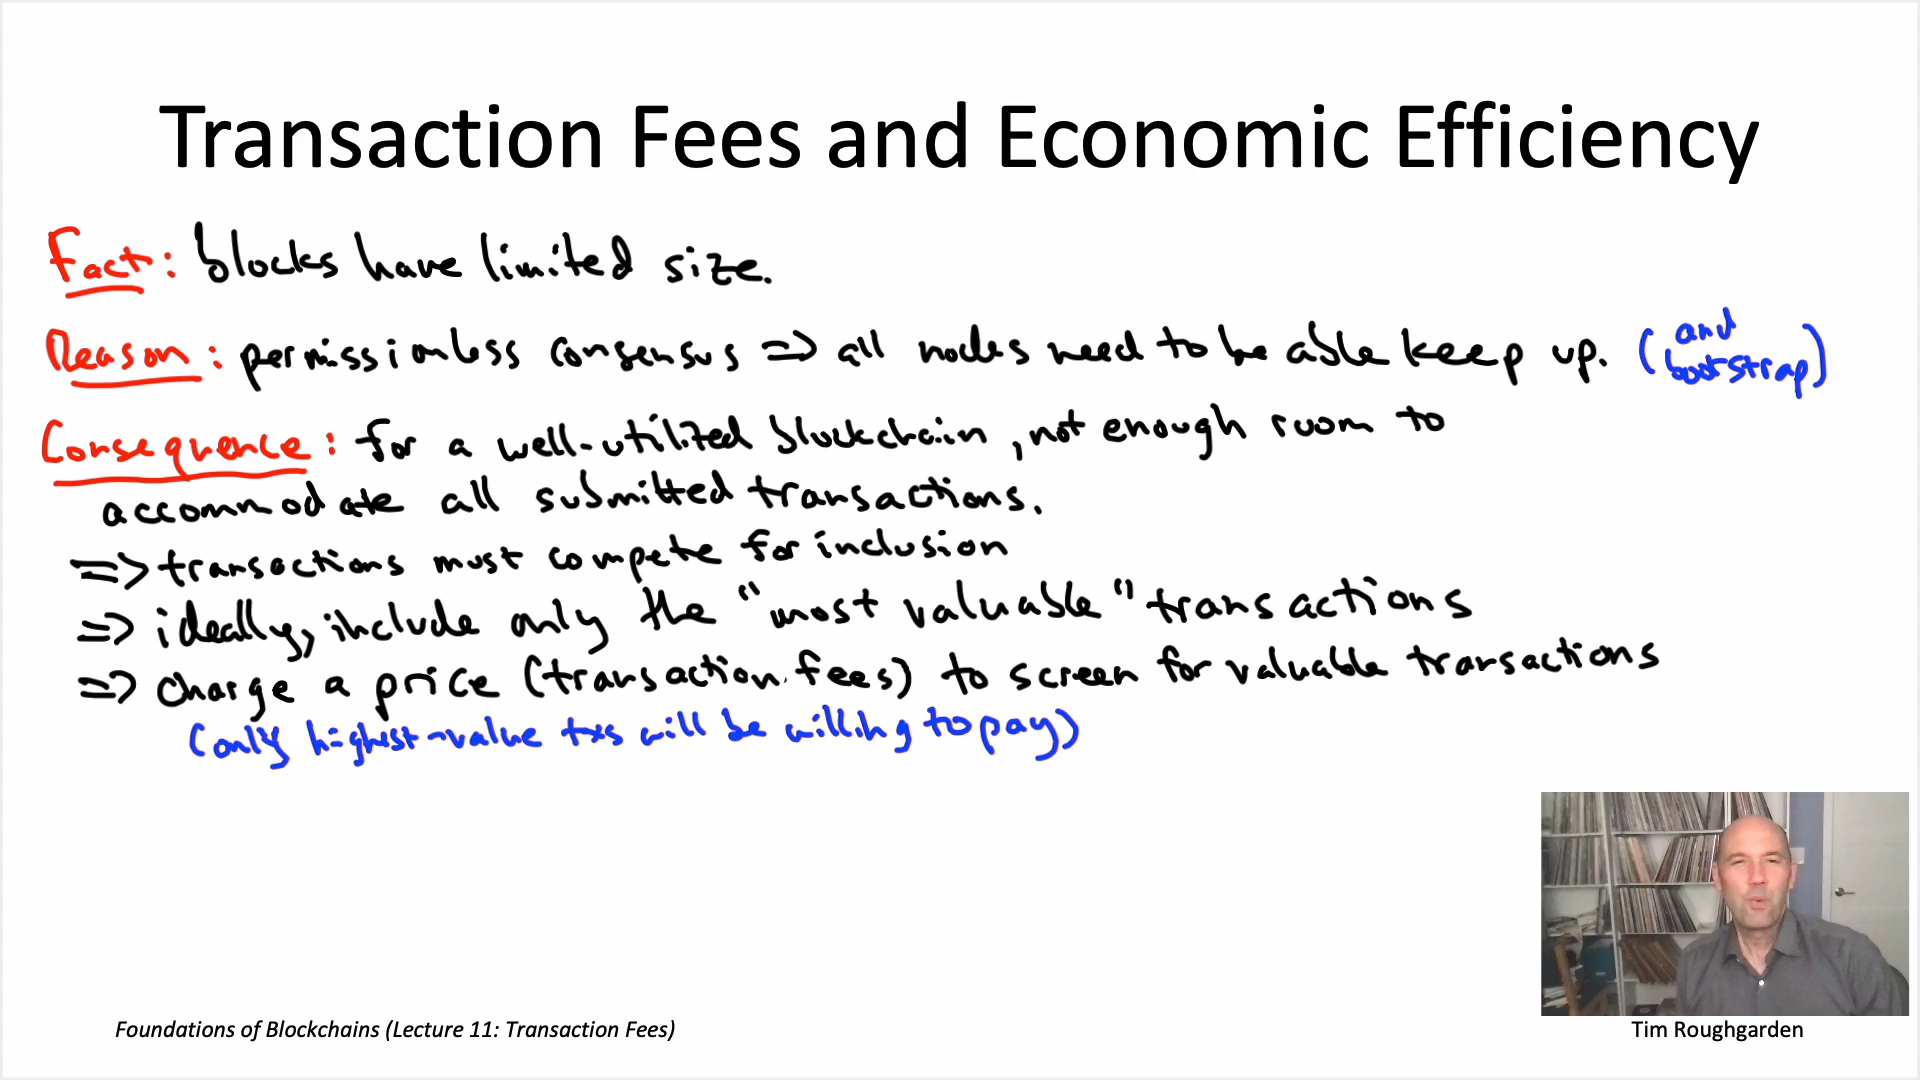 Transaction Fees and Economic Efficiency
Fact: blocks have limited size.
Reason: permissionless consensus => all nodes need to be able keep up. (and bootstrap)
Consequence: for a well-utilized blockchain, not enough room to
accommodate all submitted transactions.
=> transactions must compete for inclusion
=> ideally, include only the "most valuable" transactions
=> charge a price (transaction fees) to screen for valuable transactions
(only highest-value txs will be willing to pay)
Foundations of Blockchains (Lecture 11: Transaction Fees)
Tim Roughgarden